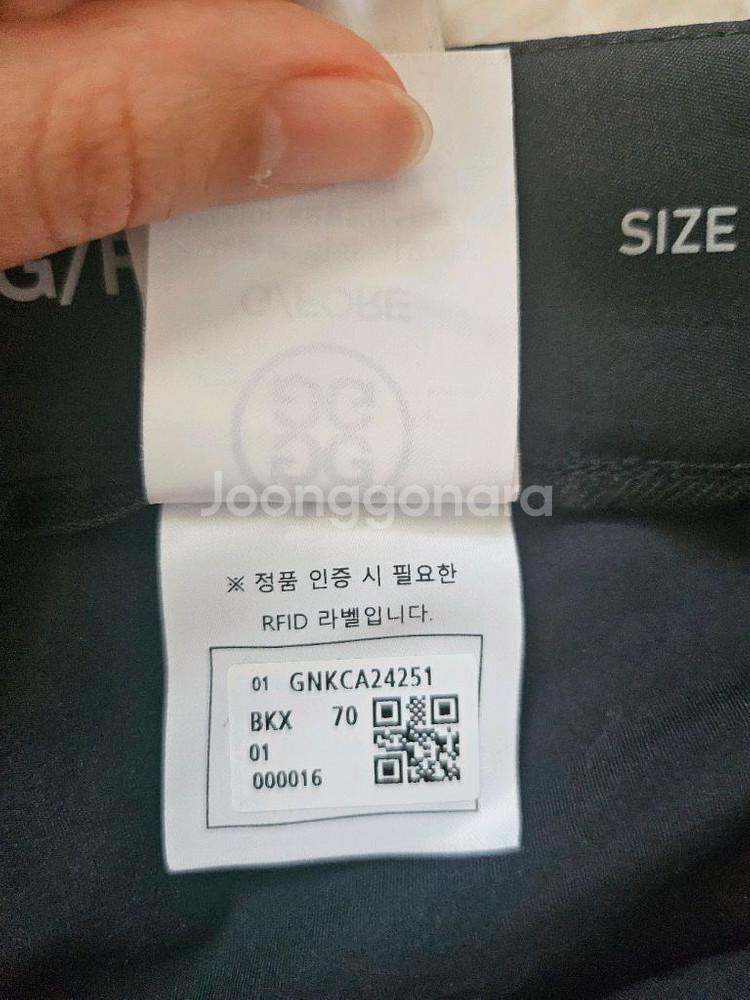 G/F
SIZE
G/FORE
Joonggonara
※ 정품 인증 시 필요한
RFID 라벨입니다.
01 GNKCA24251
BKX 70
01
000016